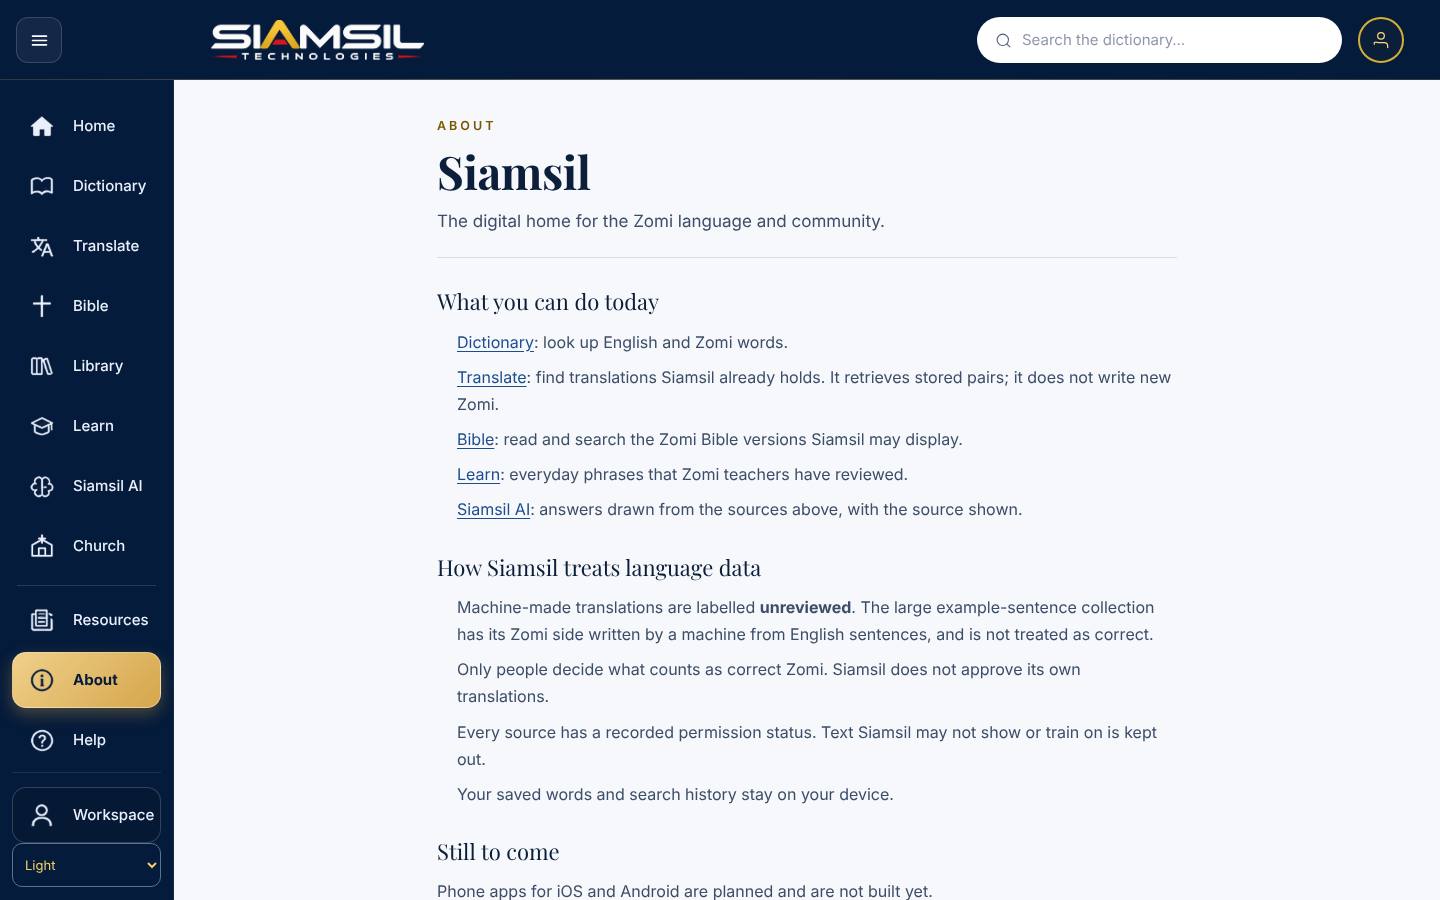 SIAMSIL
TECHNOLOGIES
Search the dictionary...
Home
Dictionary
Translate
Bible
Library
Learn
Siamsil AI
Church
Resources
About
Help
Workspace
Light
ABOUT
Siamsil
The digital home for the Zomi language and community.
What you can do today
Dictionary: look up English and Zomi words.
Translate: find translations Siamsil already holds. It retrieves stored pairs; it does not write new
Zomi.
Bible: read and search the Zomi Bible versions Siamsil may display.
Learn: everyday phrases that Zomi teachers have reviewed.
Siamsil AI: answers drawn from the sources above, with the source shown.
How Siamsil treats language data
Machine-made translations are labelled unreviewed. The large example-sentence collection
has its Zomi side written by a machine from English sentences, and is not treated as correct.
Only people decide what counts as correct Zomi. Siamsil does not approve its own
translations.
Every source has a recorded permission status. Text Siamsil may not show or train on is kept
out.
Your saved words and search history stay on your device.
Still to come
Phone apps for iOS and Android are planned and are not built yet.